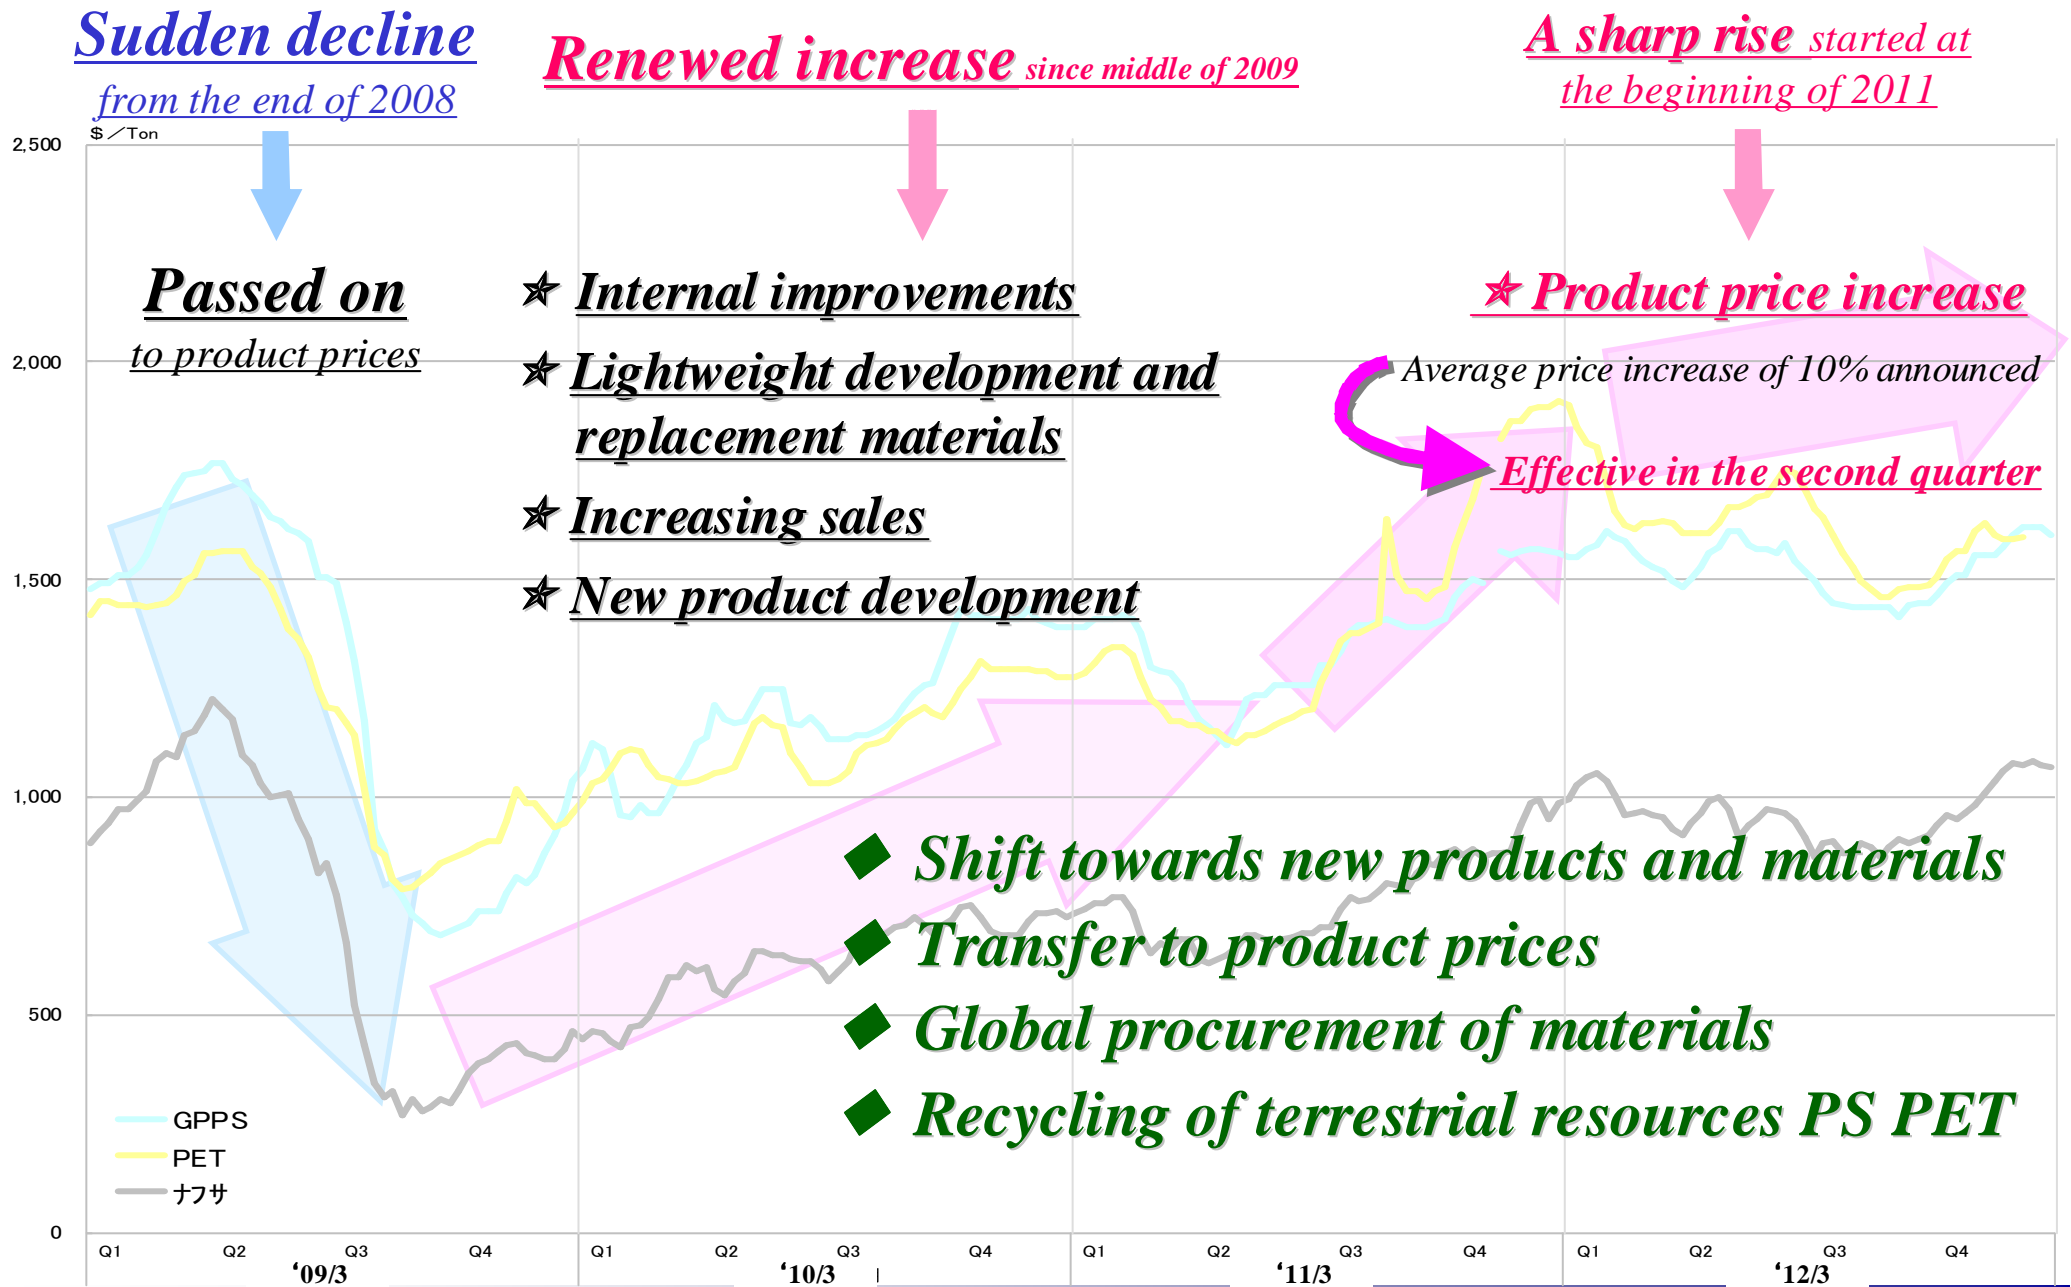 Sudden decline
from the end of 2008
Renewed increase since middle of 2009
A sharp rise started at
the beginning of 2011
$／Ton
2,500
2,000
1,500
1,000
500
0
Passed on
to product prices
☆ Internal improvements
☆ Lightweight development and
replacement materials
☆ Increasing sales
☆ New product development
☆ Product price increase
Average price increase of 10% announced
Effective in the second quarter
◆ Shift towards new products and materials
◆ Transfer to product prices
◆ Global procurement of materials
◆ Recycling of terrestrial resources PS PET
GPPS
PET
ナフサ
Q1 Q2 Q3 Q4 Q1 Q2 Q3 Q4 Q1 Q2 Q3 Q4 Q1 Q2 Q3 Q4
‘09/3 ‘10/3 ‘11/3 ‘12/3